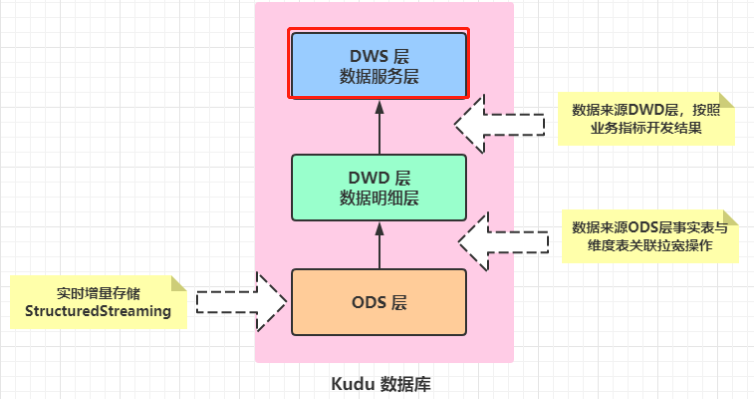 DWS 层
数据服务层
数据来源DWD层，按照
业务指标开发结果
DWD 层
数据明细层
数据来源ODS层事实表与
维度表关联拉宽操作
实时增量存储
StructuredStreaming
ODS 层
Kudu 数据库